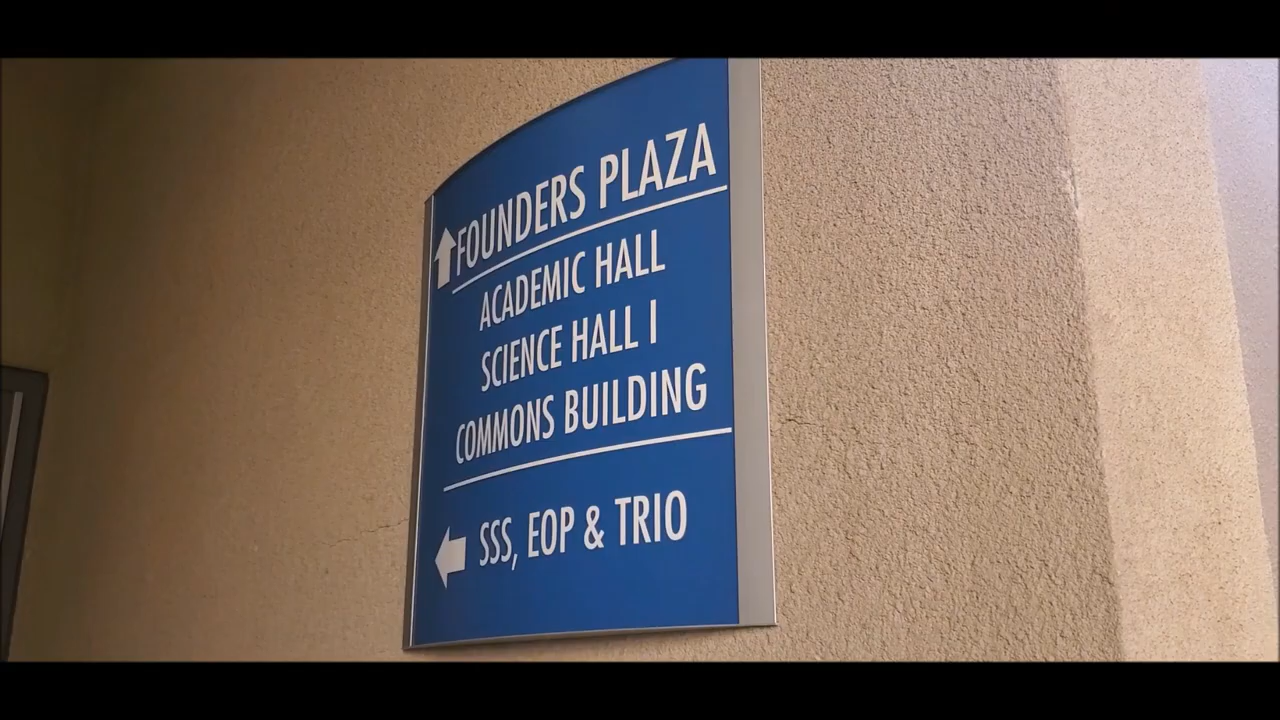 FOUNDERS PLAZA
ACADEMIC HALL
SCIENCE HALL I
COMMONS BUILDING
SSS, EOP & TRIO